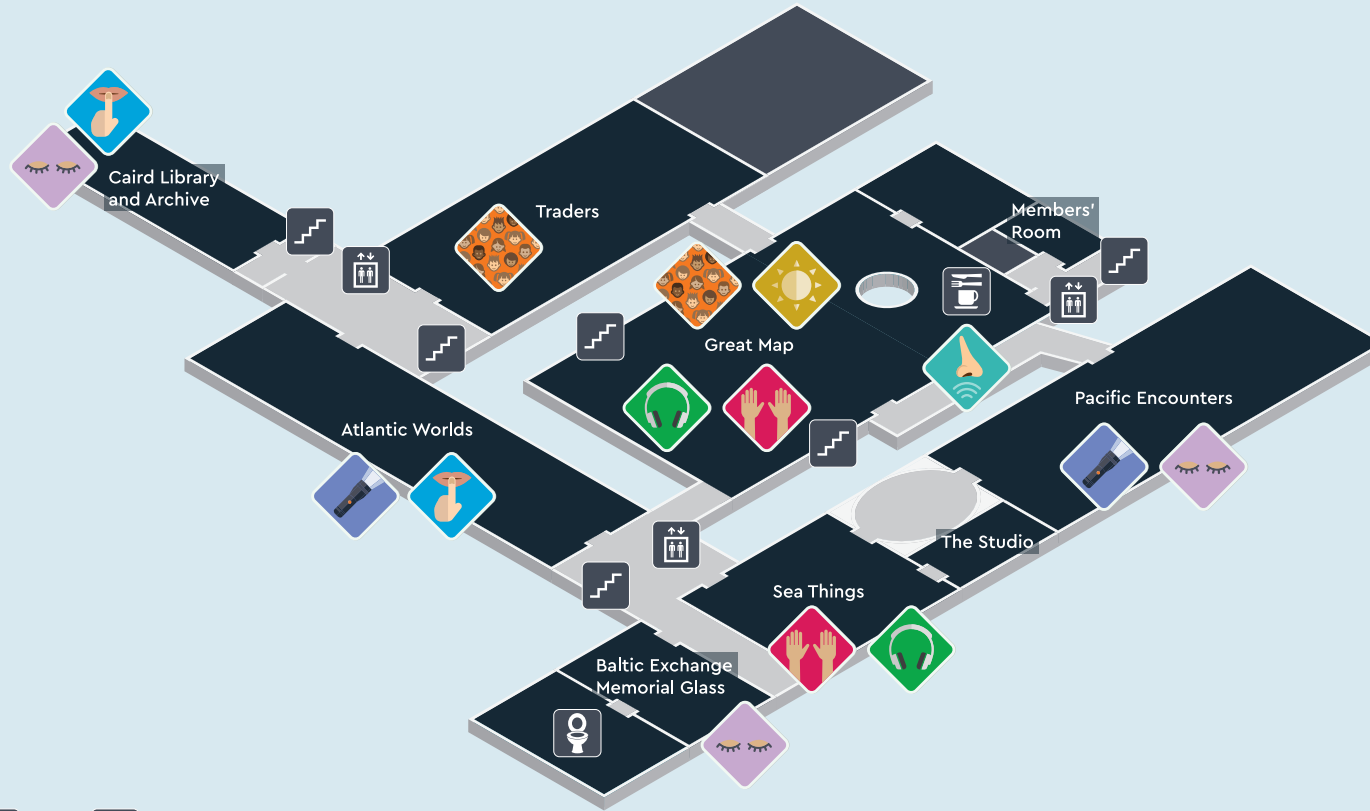 Caird Library
and Archive
Traders
Members’
Room
Great Map
Pacific Encounters
Atlantic Worlds
The Studio
Sea Things
Baltic Exchange
Memorial Glass